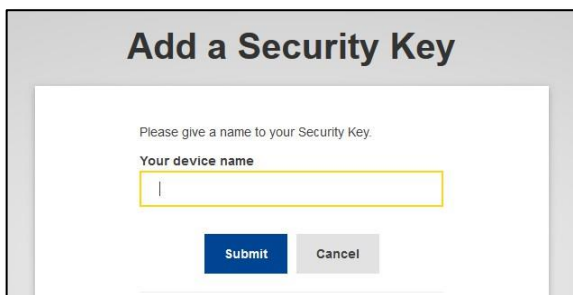 Add a Security Key
Please give a name to your Security Key.
Your device name
Submit Cancel